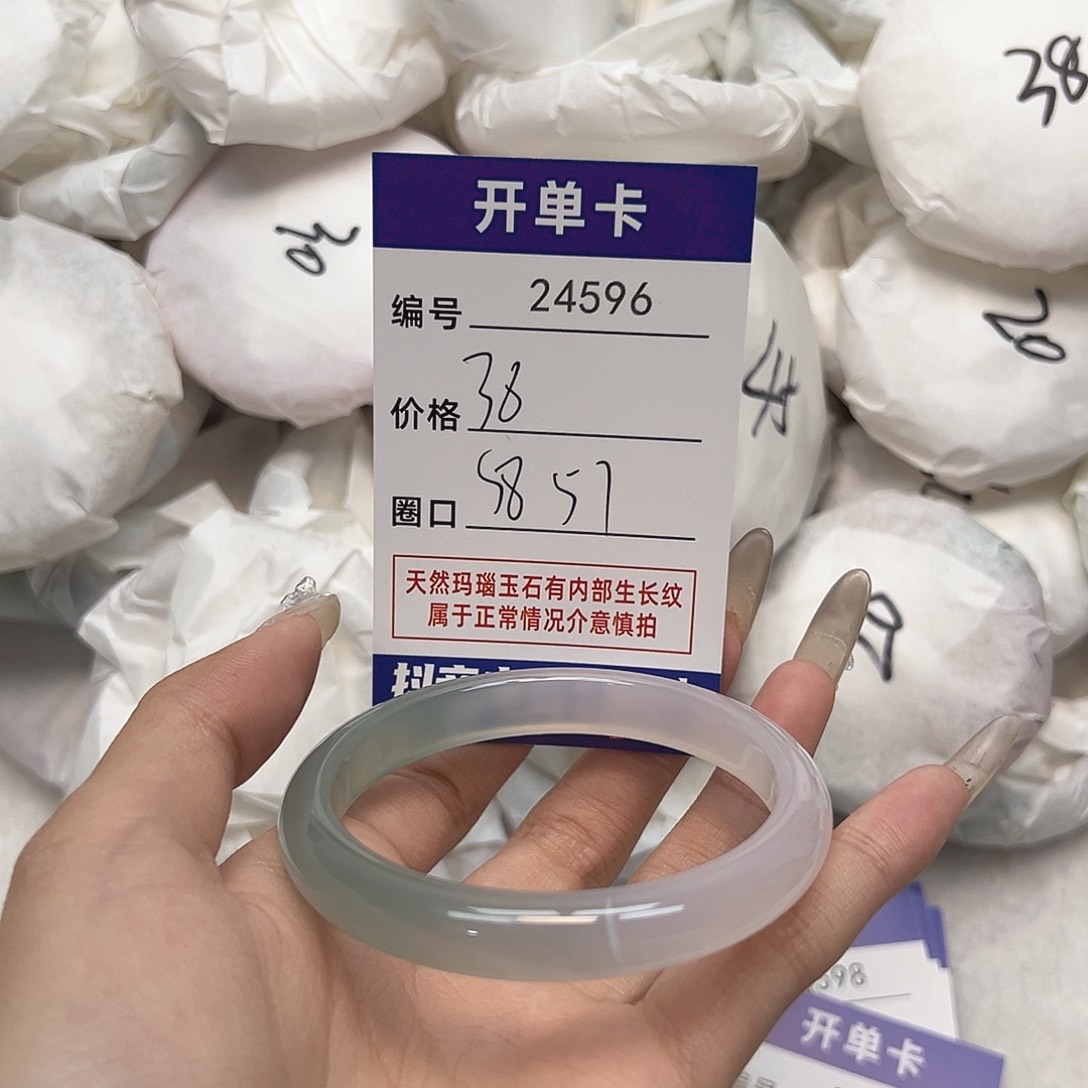 开单卡
编号 24596
价格 38
圈口 58 57
天然玛瑙玉石有内部生长纹
属于正常情况介意慎拍
38
20
20
598
开单卡